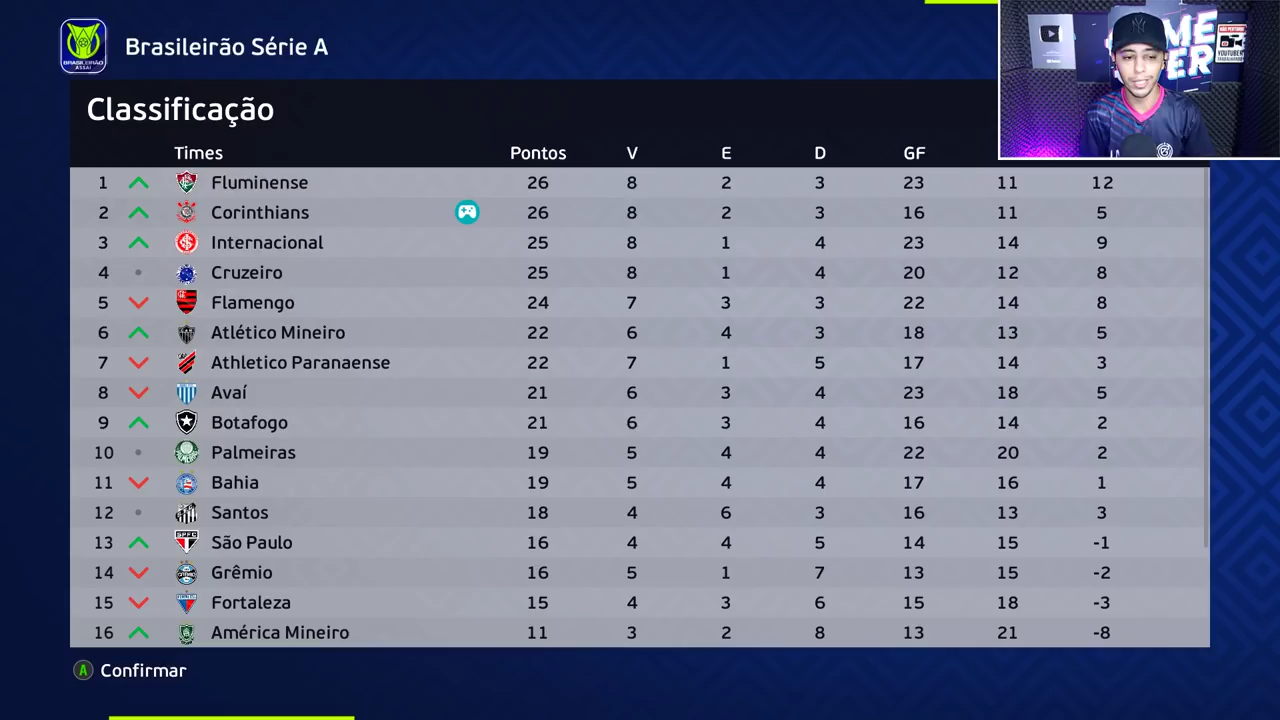 Brasileirão Série A
Classificação
Times Pontos V E D GF
1 Fluminense 26 8 2 3 23 11 12
2 Corinthians 26 8 2 3 16 11 5
3 Internacional 25 8 1 4 23 14 9
4 Cruzeiro 25 8 1 4 20 12 8
5 Flamengo 24 7 3 3 22 14 8
6 Atlético Mineiro 22 6 4 3 18 13 5
7 Athletico Paranaense 22 7 1 5 17 14 3
8 Avaí 21 6 3 4 23 18 5
9 Botafogo 21 6 3 4 16 14 2
10 Palmeiras 19 5 4 4 22 20 2
11 Bahia 19 5 4 4 17 16 1
12 Santos 18 4 6 3 16 13 3
13 São Paulo 16 4 4 5 14 15 -1
14 Grêmio 16 5 1 7 13 15 -2
15 Fortaleza 15 4 3 6 15 18 -3
16 América Mineiro 11 3 2 8 13 21 -8
A Confirmar